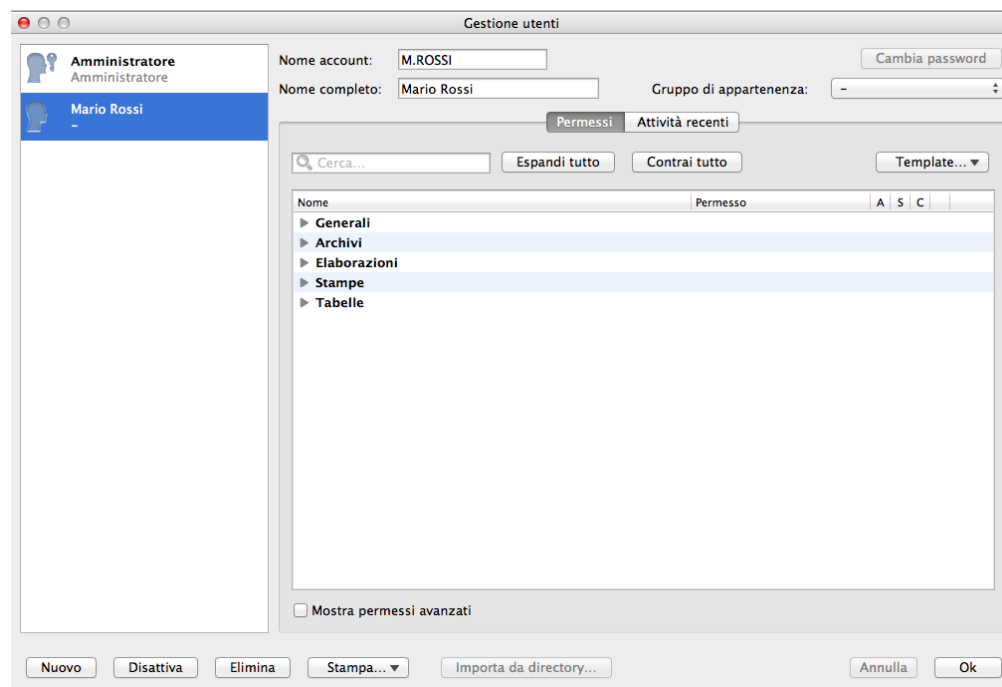 Gestione utenti
Amministratore
Amministratore
Mario Rossi
–
Nome account: M.ROSSI Cambia password
Nome completo: Mario Rossi Gruppo di appartenenza: –
Permessi Attività recenti
Cerca... Espandi tutto Contrai tutto Template...
Nome Permesso A S C
Generali
Archivi
Elaborazioni
Stampe
Tabelle
Mostra permessi avanzati
Nuovo Disattiva Elimina Stampa... Importa da directory... Annulla Ok